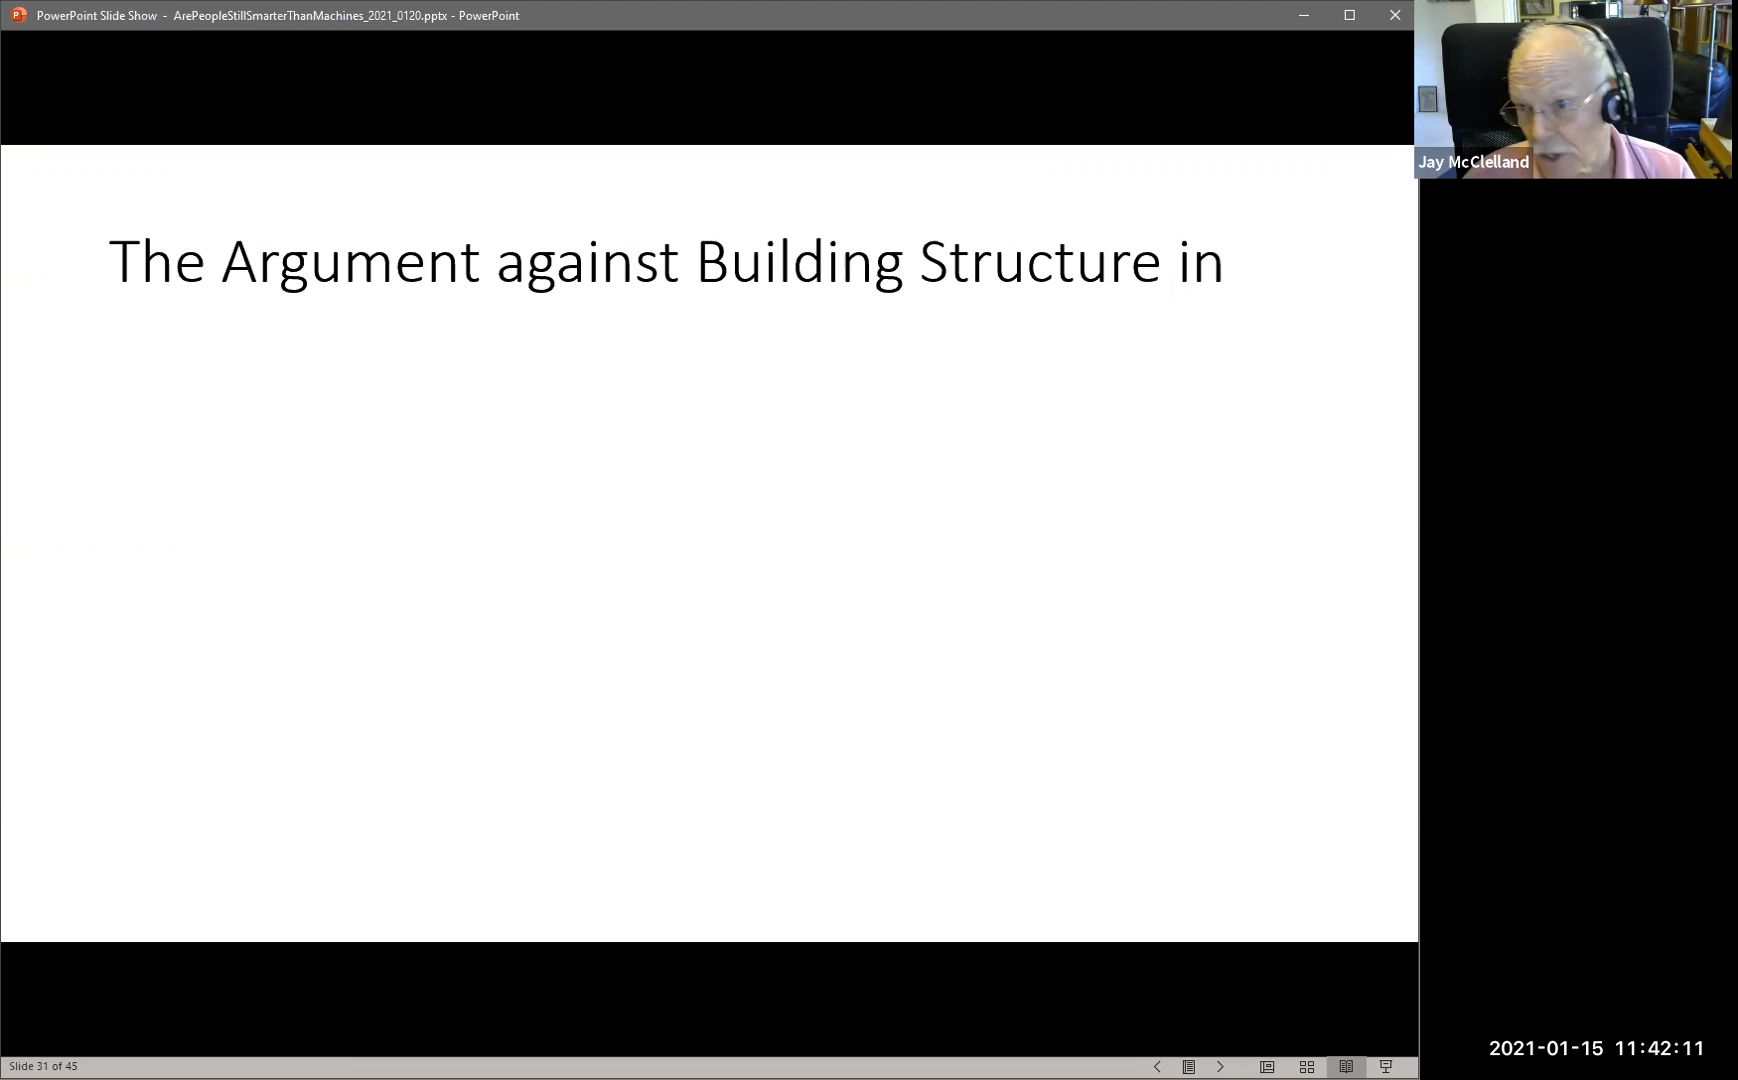 PowerPoint Slide Show - ArePeopleStillSmarterThanMachines_2021_0120.pptx - PowerPoint
Jay McClelland
The Argument against Building Structure in
2021-01-15 11:42:11
Slide 31 of 45